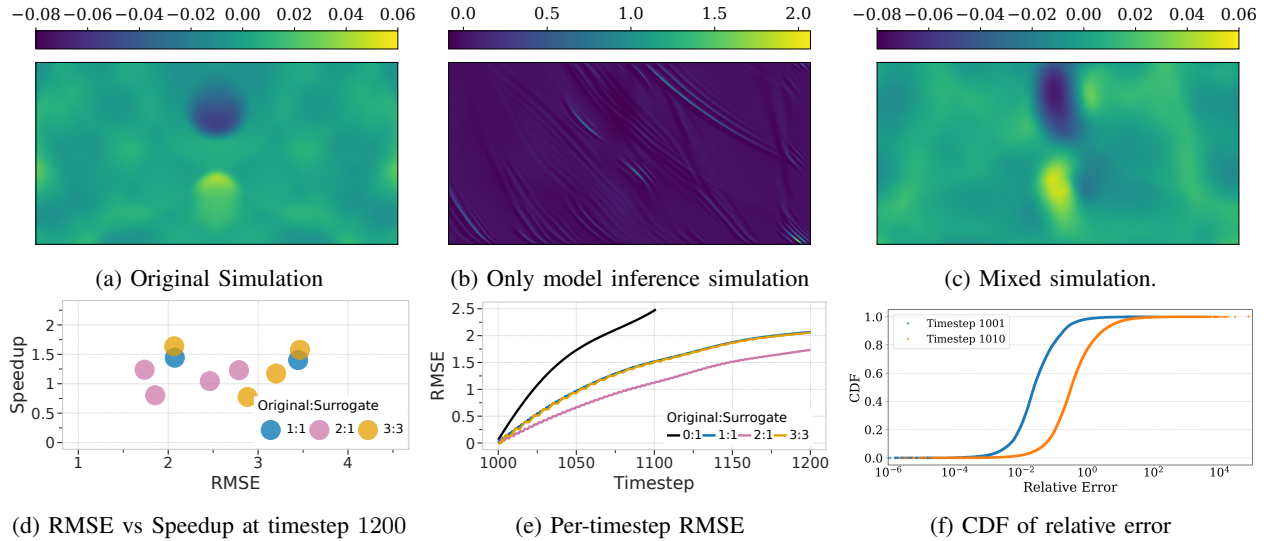 −0.08 −0.06 −0.04 −0.02 0.00 0.02 0.04 0.06
0.0 0.5 1.0 1.5 2.0
−0.08 −0.06 −0.04 −0.02 0.00 0.02 0.04 0.06
(a) Original Simulation
(b) Only model inference simulation
(c) Mixed simulation.
Speedup
2
1.5
1
0.5
0
Original:Surrogate
1:1 2:1 3:3
1 2 3 4
RMSE
RMSE
2.5
2.0
1.5
1
0.5
0
Original:Surrogate
0:1 1:1 2:1 3:3
1000 1050 1100 1150 1200
Timestep
CDF
1.0
0.8
0.6
0.4
0.2
0.0
Timestep 1001
Timestep 1010
10⁻⁶ 10⁻⁴ 10⁻² 10⁰ 10² 10⁴
Relative Error
(d) RMSE vs Speedup at timestep 1200
(e) Per-timestep RMSE
(f) CDF of relative error